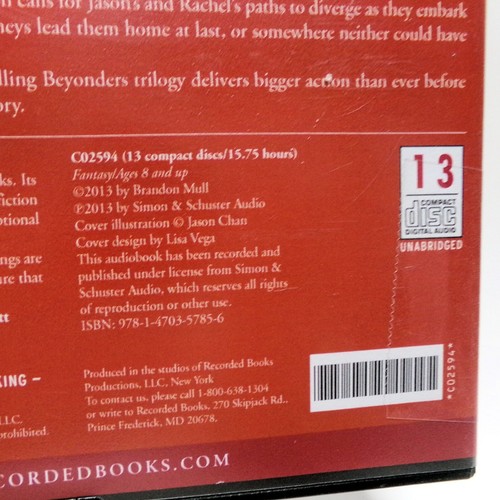 calls for Jason's and Rachel's paths to diverge as they embark
neys lead them home at last, or somewhere neither could have
lling Beyonders trilogy delivers bigger action than ever before
ory.
ks. Its
fiction
otional
ngs are
ure that
tt
KING –
LLC.
prohibited.
C02594 (13 compact discs/15.75 hours)
Fantasy/Ages 8 and up
©2013 by Brandon Mull
℗2013 by Simon & Schuster Audio
Cover illustration © Jason Chan
Cover design by Lisa Vega
This audiobook has been recorded and
published under license from Simon &
Schuster Audio, which reserves all rights
of reproduction or other use.
ISBN: 978-1-4703-5785-6
Produced in the studios of Recorded Books
Productions, LLC, New York
To contact us, please call 1-800-638-1304
or write to Recorded Books, 270 Skipjack Rd.,
Prince Frederick, MD 20678.
13
COMPACT
disc
DIGITAL AUDIO
UNABRIDGED
*C02594*
CORDEDBOOKS.COM